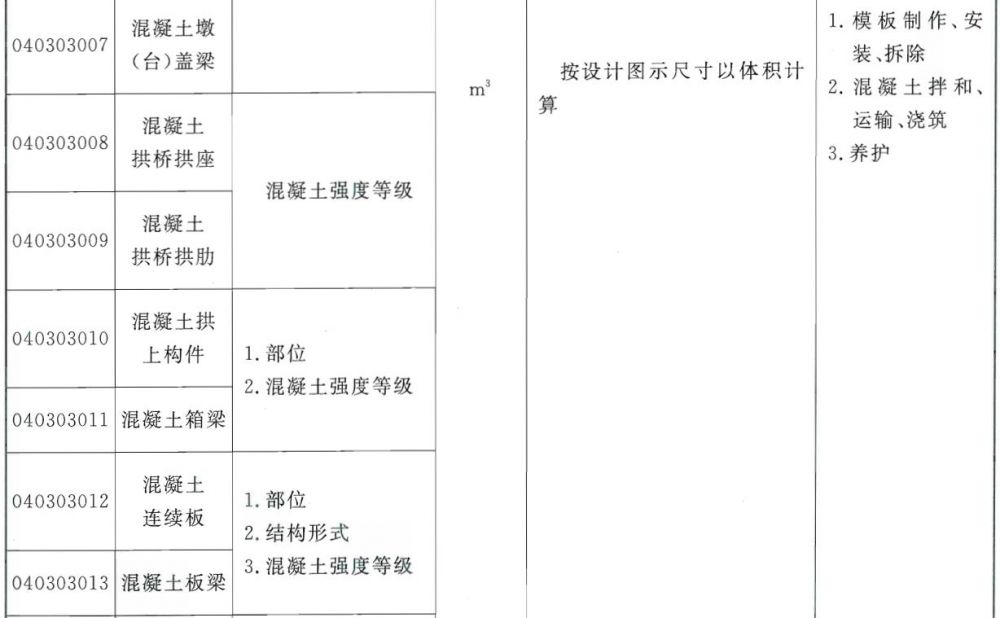 040303007
混凝土墩
（台）盖梁
m³
按设计图示尺寸以体积计
算
1. 模板制作、安
装、拆除
2. 混凝土拌和、
运输、浇筑
3. 养护
040303008
混凝土
拱桥拱座
混凝土强度等级
040303009
混凝土
拱桥拱肋
040303010
混凝土拱
上构件
1. 部位
2. 混凝土强度等级
040303011
混凝土箱梁
040303012
混凝土
连续板
1. 部位
2. 结构形式
3. 混凝土强度等级
040303013
混凝土板梁